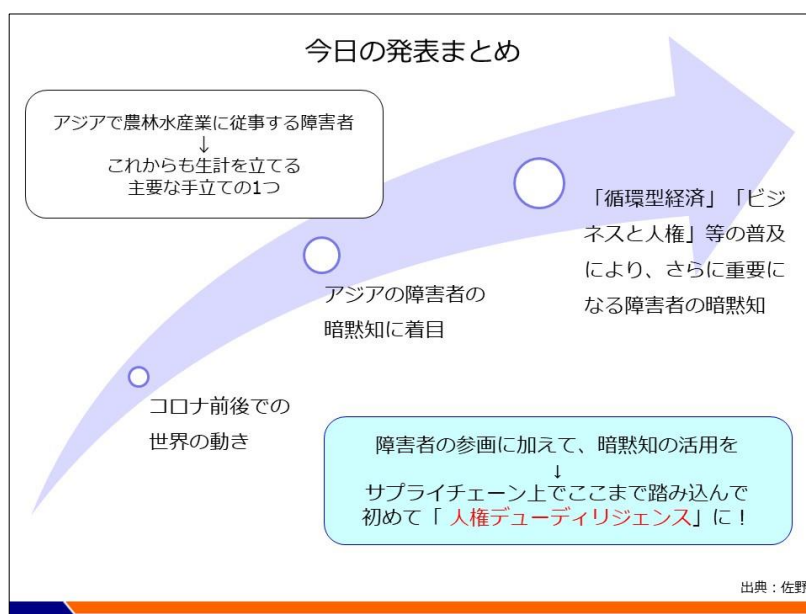 今日の発表まとめ
アジアで農林水産業に従事する障害者
↓
これからも生計を立てる
主要な手立ての1つ
「循環型経済」「ビジ
ネスと人権」等の普及
により、さらに重要に
なる障害者の暗黙知
アジアの障害者の
暗黙知に着目
コロナ前後での
世界の動き
障害者の参画に加えて、暗黙知の活用を
↓
サプライチェーン上でここまで踏み込んで
初めて「 人権デューディリジェンス」に！
出典：佐野